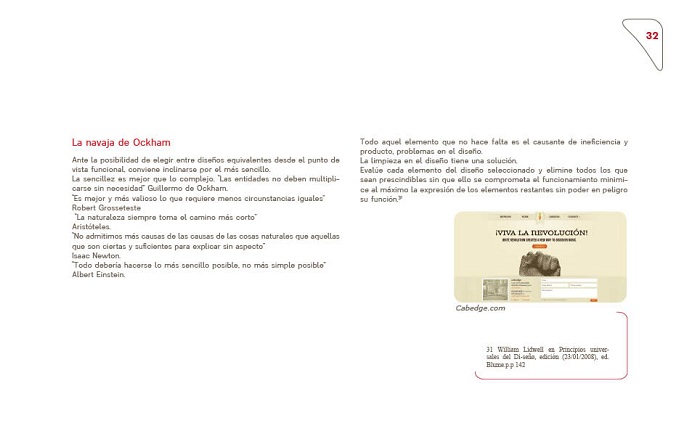 32
La navaja de Ockham
Ante la posibilidad de elegir entre diseños equivalentes desde el punto de
vista funcional, conviene inclinarse por el más sencillo.
La sencillez es mejor que lo complejo. "Las entidades no deben multipli-
carse sin necesidad" Guillermo de Ockham.
"Es mejor y más valioso lo que requiere menos circunstancias iguales"
Robert Grosseteste
"La naturaleza siempre toma el camino más corto"
Aristóteles.
"No admitimos más causas de las causas de las cosas naturales que aquellas
que son ciertas y suficientes para explicar sin aspecto"
Isaac Newton.
"Todo debería hacerse lo más sencillo posible, no más simple posible"
Albert Einstein.
Todo aquel elemento que no hace falta es el causante de ineficiencia y
producto, problemas en el diseño.
La limpieza en el diseño tiene una solución.
Evalúe cada elemento del diseño seleccionado y elimine todos los que
sean prescindibles sin que ello se comprometa el funcionamiento minimi-
ce al máximo la expresión de los elementos restantes sin poder en peligro
su función.31
¡VIVA LA REVOLUCIÓN!
Cabedge.com
31 William Lidwell en Principios univer-
sales del Di-seño, edición (23/01/2008), ed.
Blume.p.p 142